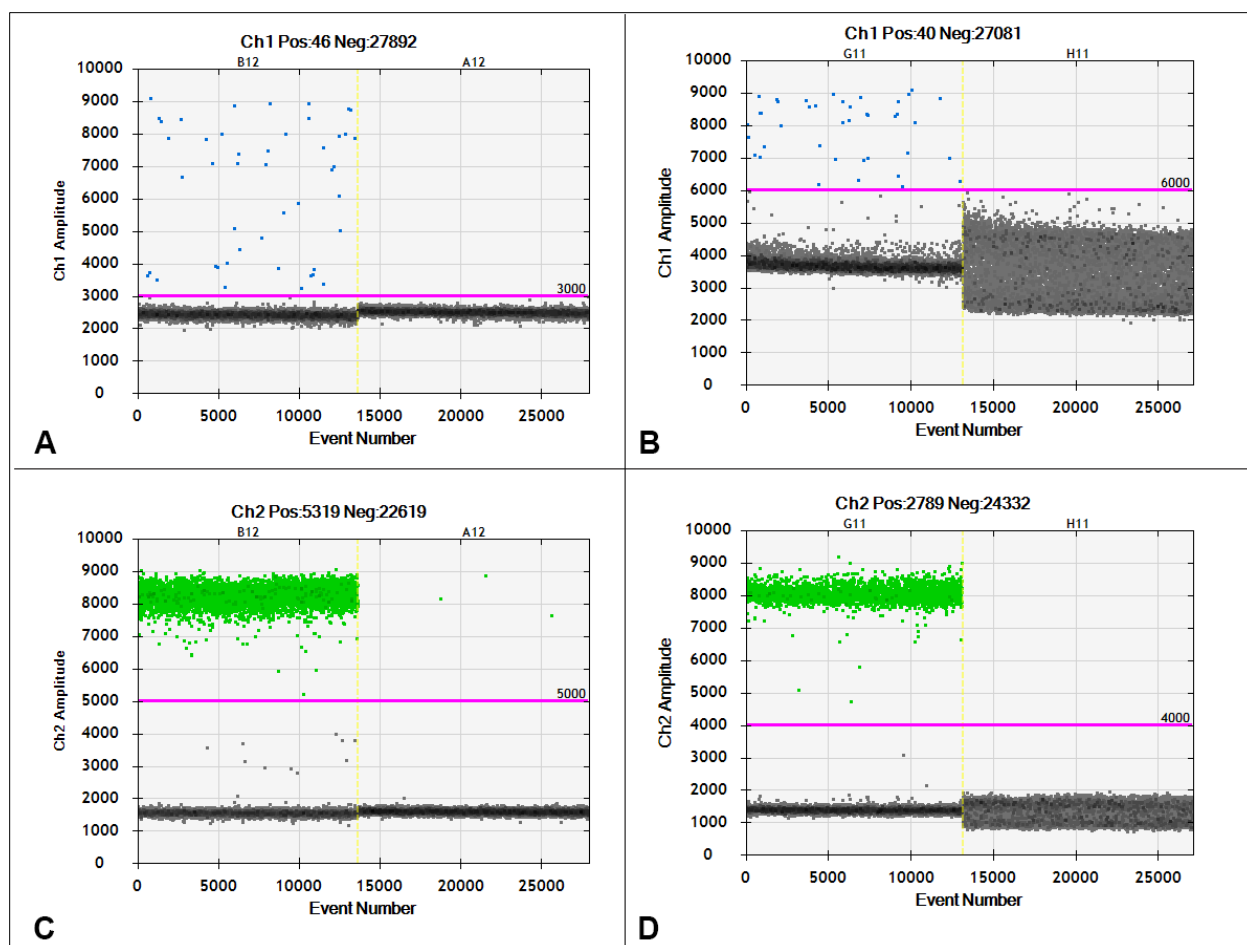 Ch1 Pos:46 Neg:27892
B12 A12
10000
9000
8000
7000
6000
5000
4000
3000
2000
1000
0
3000
0 5000 10000 15000 20000 25000
Ch1 Amplitude
Event Number
A
Ch1 Pos:40 Neg:27081
G11 H11
10000
9000
8000
7000
6000
5000
4000
3000
2000
1000
0
6000
0 5000 10000 15000 20000 25000
Ch1 Amplitude
Event Number
B
Ch2 Pos:5319 Neg:22619
B12 A12
10000
9000
8000
7000
6000
5000
4000
3000
2000
1000
0
5000
0 5000 10000 15000 20000 25000
Ch2 Amplitude
Event Number
C
Ch2 Pos:2789 Neg:24332
G11 H11
10000
9000
8000
7000
6000
5000
4000
3000
2000
1000
0
4000
0 5000 10000 15000 20000 25000
Ch2 Amplitude
Event Number
D